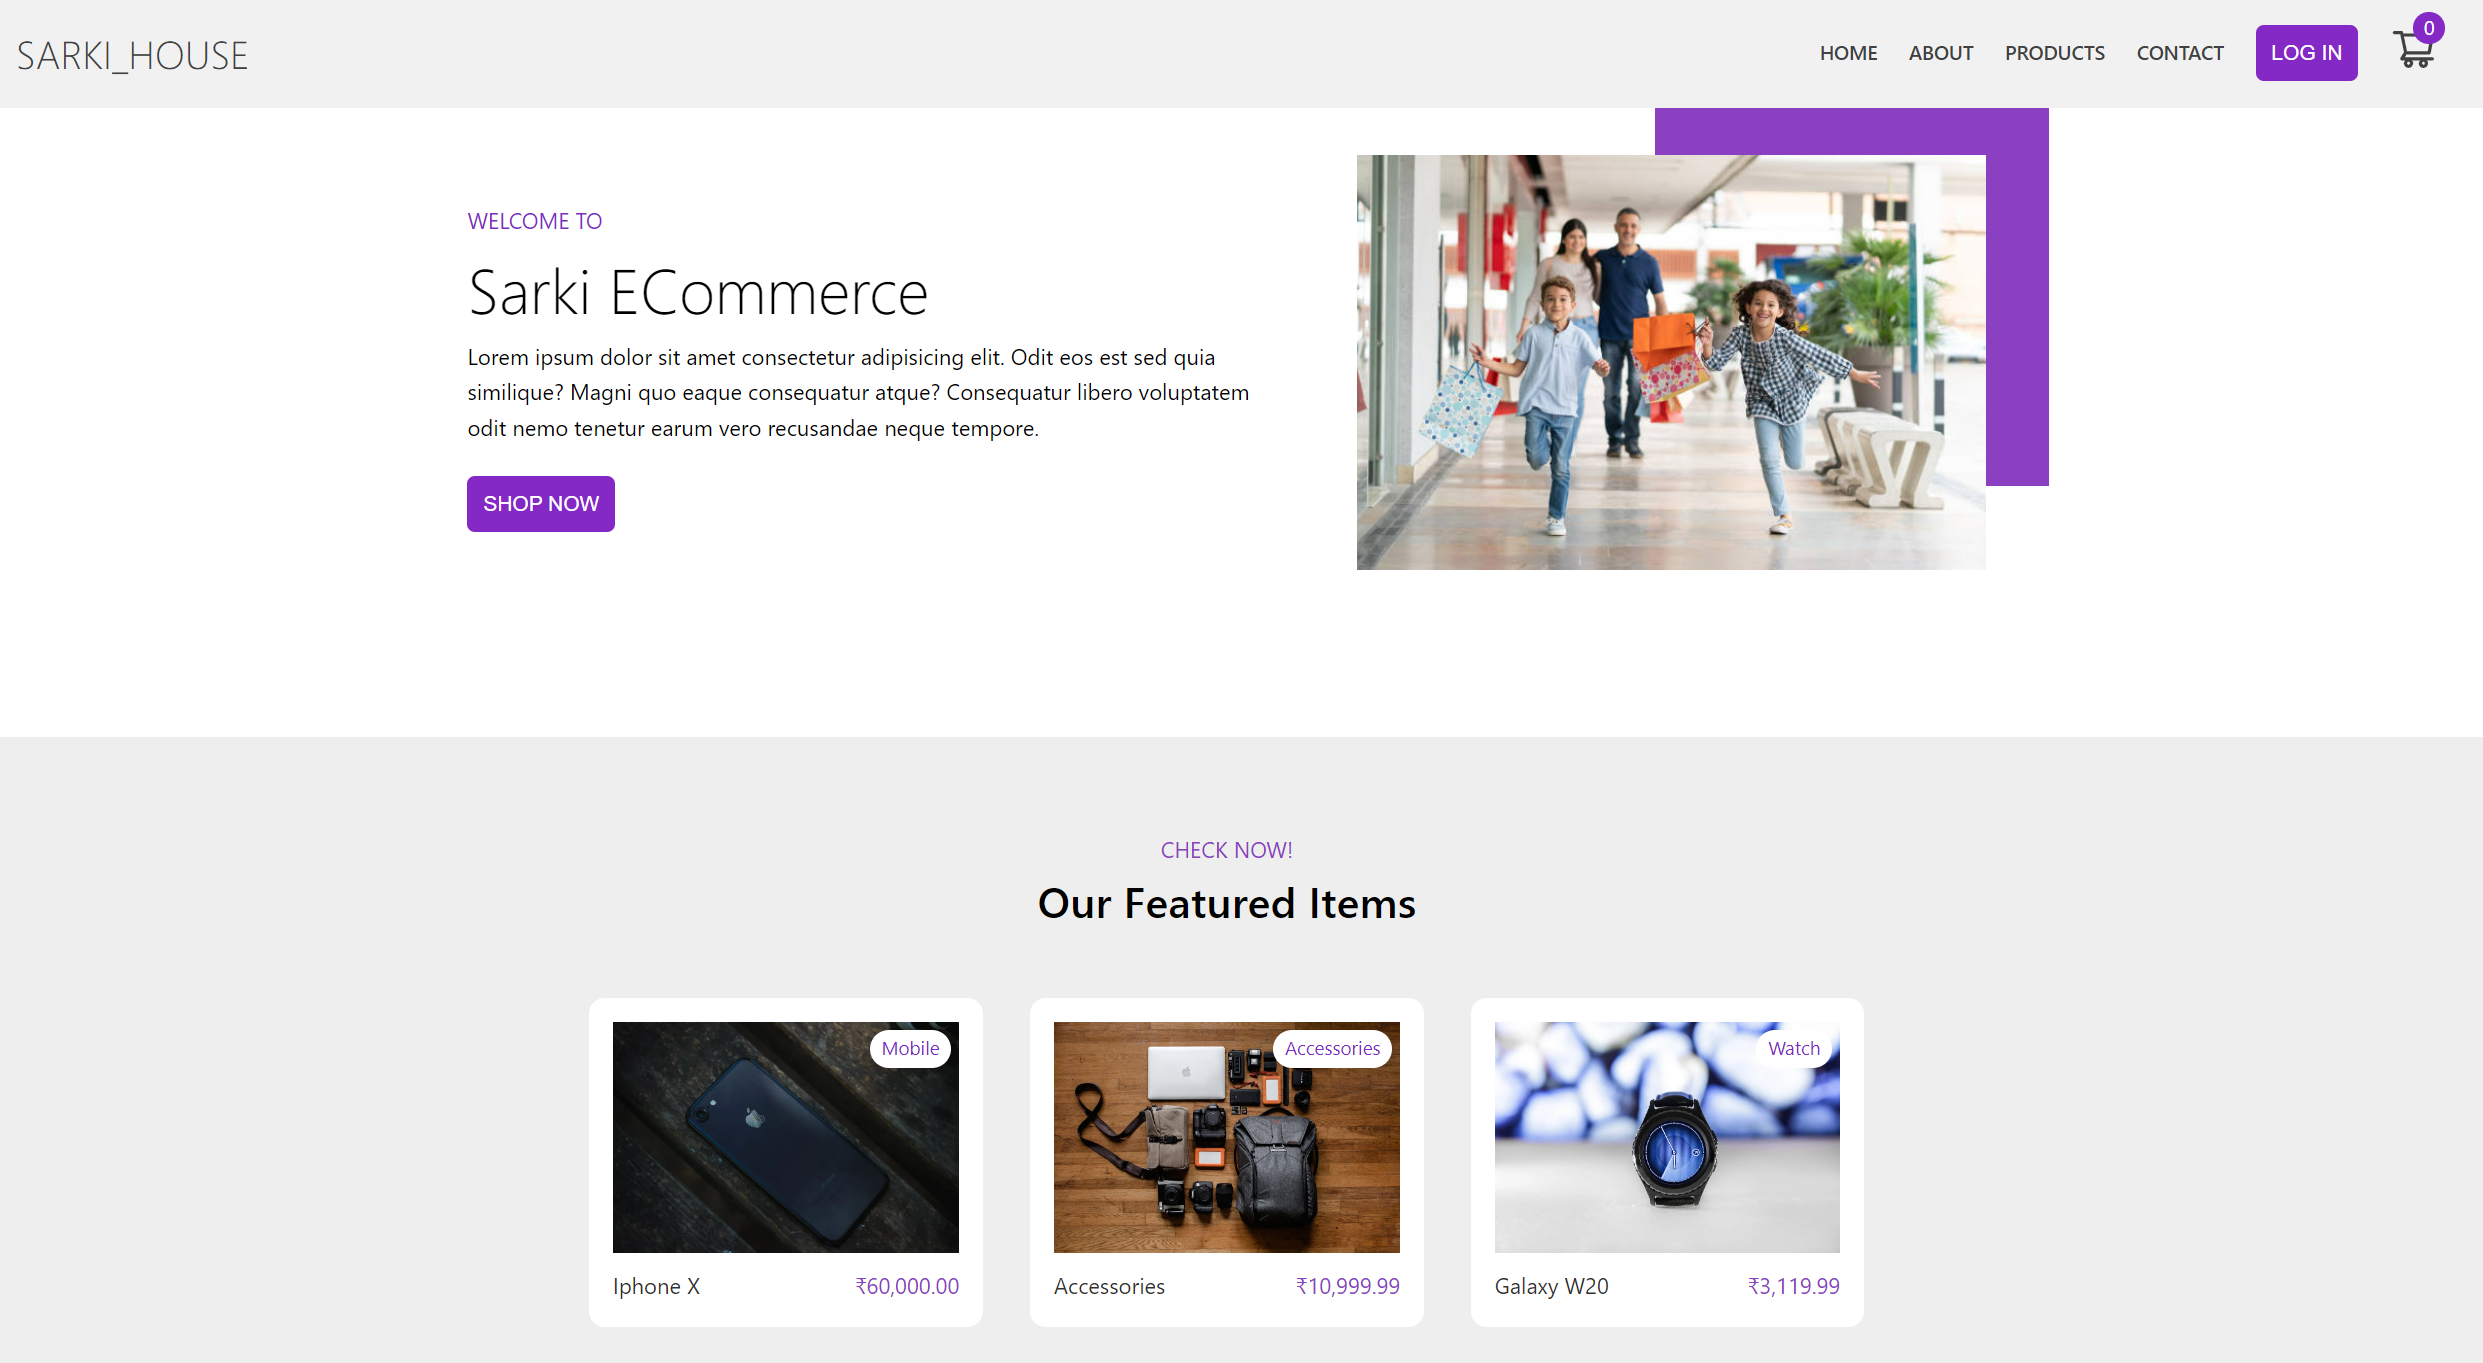 SARKI_HOUSE
HOME ABOUT PRODUCTS CONTACT LOG IN 0
WELCOME TO
Sarki ECommerce
Lorem ipsum dolor sit amet consectetur adipisicing elit. Odit eos est sed quia
similique? Magni quo eaque consequatur atque? Consequatur libero voluptatem
odit nemo tenetur earum vero recusandae neque tempore.
SHOP NOW
CHECK NOW!
Our Featured Items
Mobile
Iphone X ₹60,000.00
Accessories
Accessories ₹10,999.99
Watch
Galaxy W20 ₹3,119.99